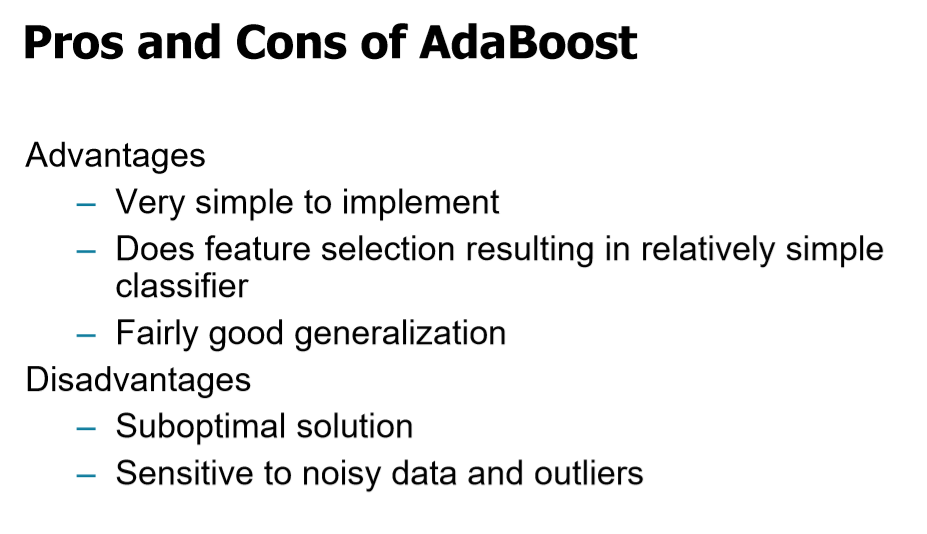 Pros and Cons of AdaBoost
Advantages
– Very simple to implement
– Does feature selection resulting in relatively simple
classifier
– Fairly good generalization
Disadvantages
– Suboptimal solution
– Sensitive to noisy data and outliers